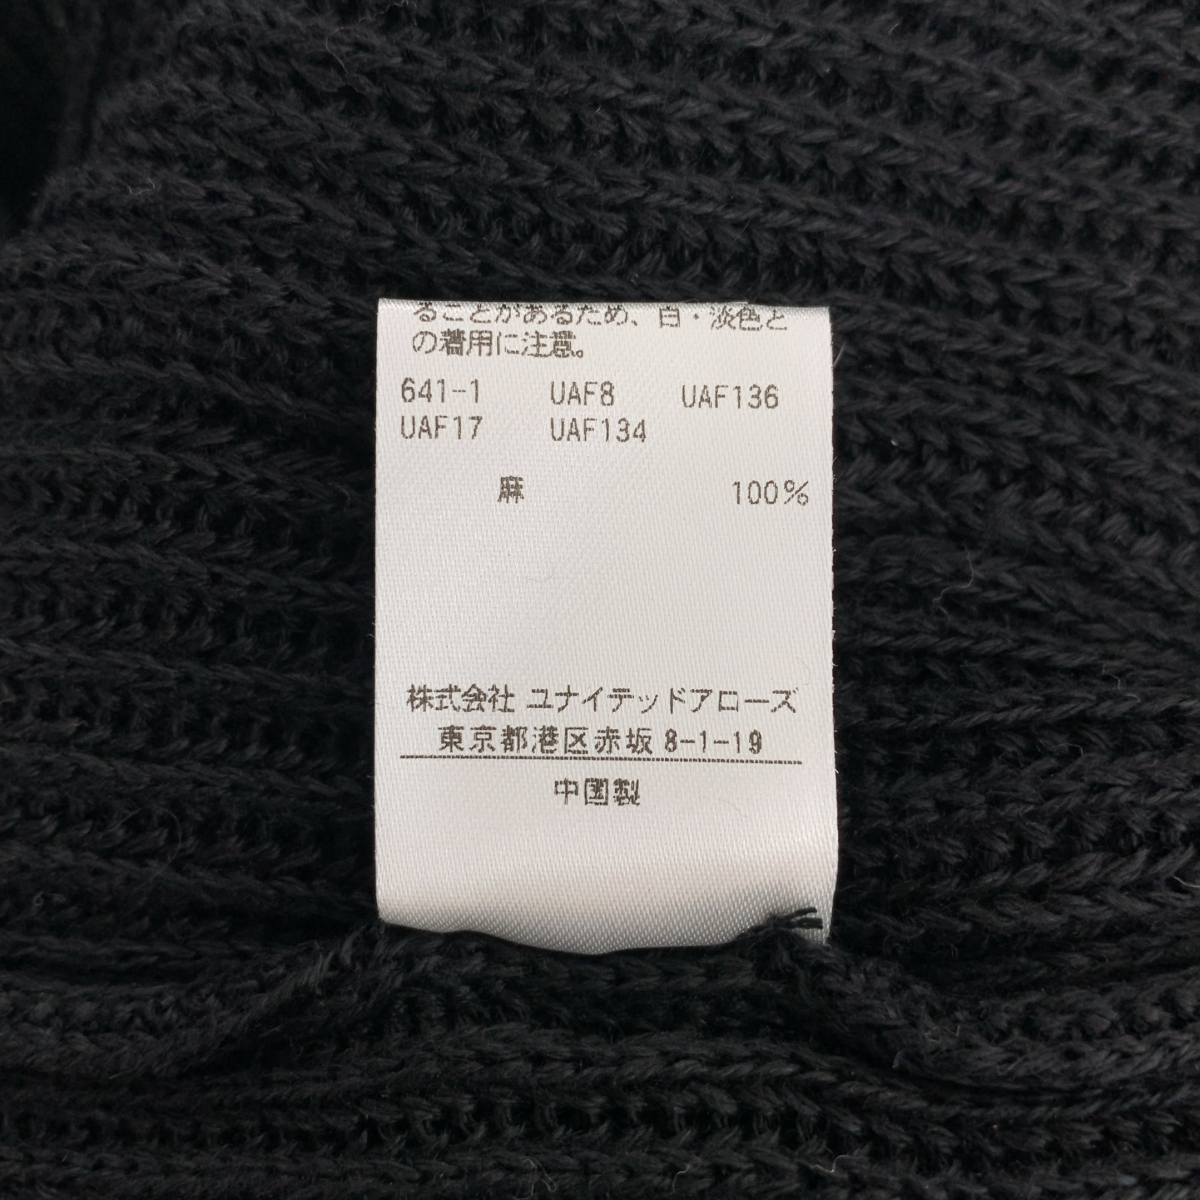 ることがあるため、白・淡色と
の着用に注意。
641-1 UAF8 UAF136
UAF17 UAF134
麻 100%
株式会社 ユナイテッドアローズ
東京都港区赤坂 8-1-19
中国製